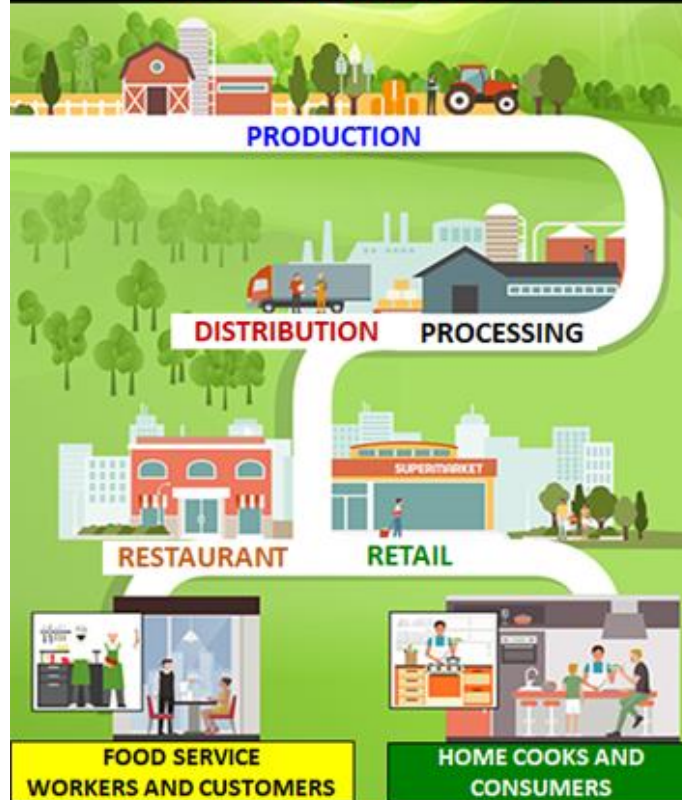 PRODUCTION
DISTRIBUTION PROCESSING
SUPERMARKET
RESTAURANT RETAIL
FOOD SERVICE
WORKERS AND CUSTOMERS
HOME COOKS AND
CONSUMERS